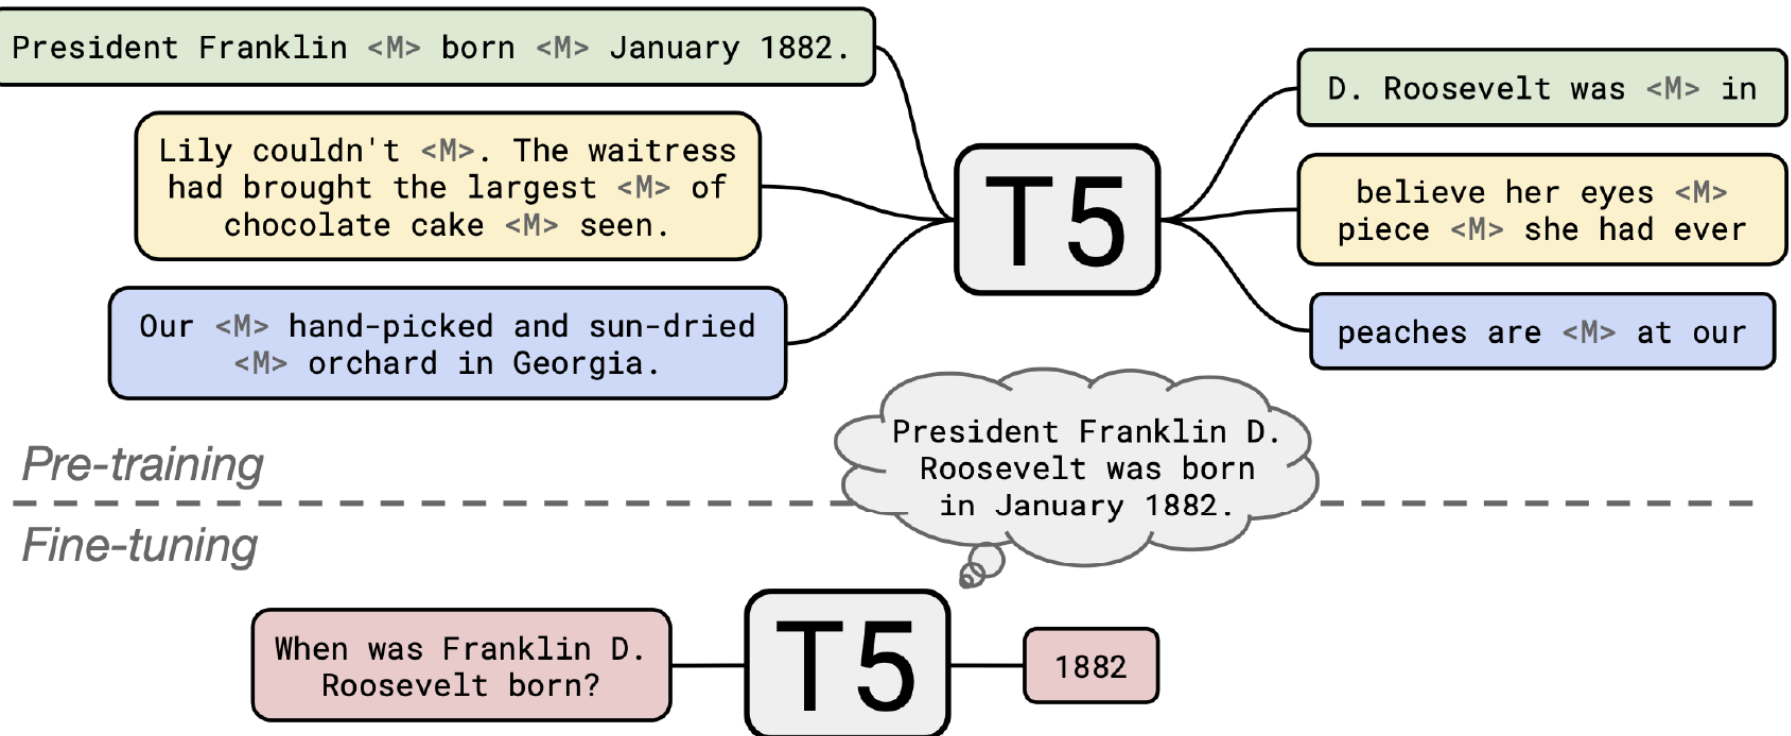 President Franklin <M> born <M> January 1882.
Lily couldn't <M>. The waitress
had brought the largest <M> of
chocolate cake <M> seen.
Our <M> hand-picked and sun-dried
<M> orchard in Georgia.
T5
D. Roosevelt was <M> in
believe her eyes <M>
piece <M> she had ever
peaches are <M> at our
President Franklin D.
Roosevelt was born
in January 1882.
Pre-training
Fine-tuning
When was Franklin D.
Roosevelt born?
T5
1882